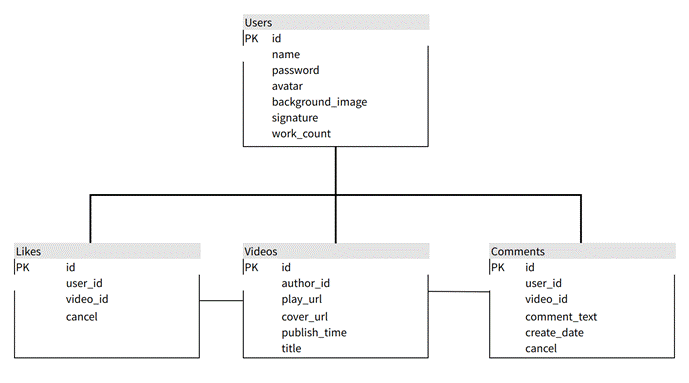 Users
PK id
name
password
avatar
background_image
signature
work_count
Likes
PK id
user_id
video_id
cancel
Videos
PK id
author_id
play_url
cover_url
publish_time
title
Comments
PK id
user_id
video_id
comment_text
create_date
cancel